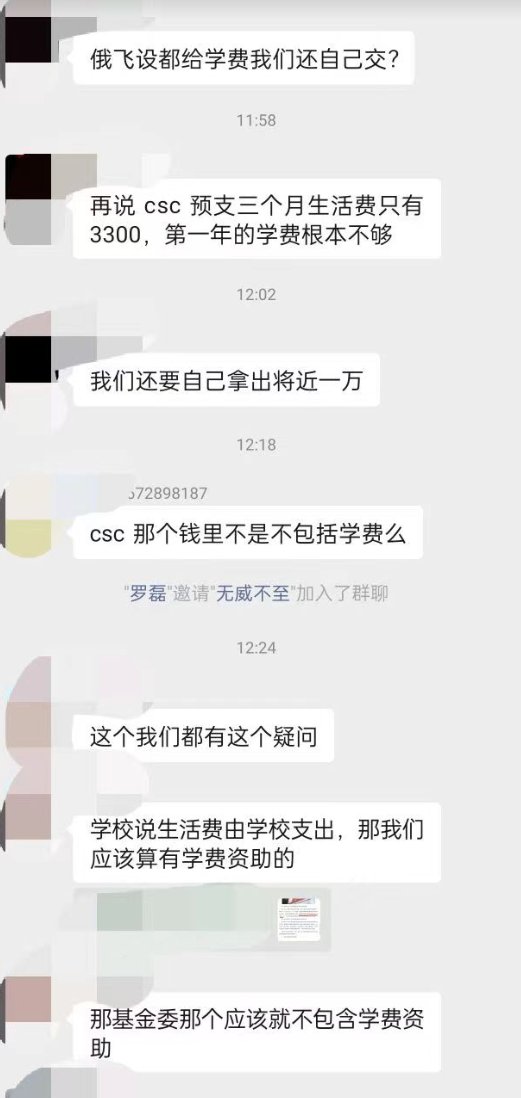 俄飞设都给学费我们还自己交？
11:58
再说 csc 预支三个月生活费只有
3300，第一年的学费根本不够
12:02
我们还要自己拿出将近一万
12:18
572898187
csc 那个钱里不是不包括学费么
"罗磊"邀请"无威不至"加入了群聊
12:24
这个我们都有这个疑问
学校说生活费由学校支出，那我们
应该算有学费资助的
那基金委那个应该就不包含学费资
助